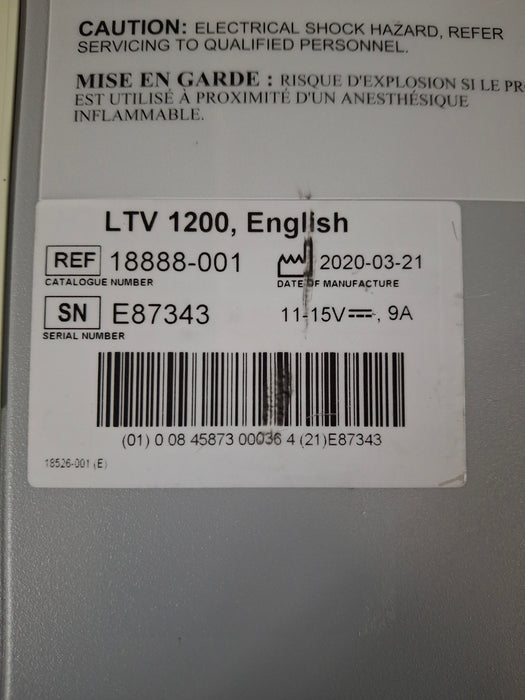 CAUTION: ELECTRICAL SHOCK HAZARD, REFER
SERVICING TO QUALIFIED PERSONNEL.
MISE EN GARDE : RISQUE D'EXPLOSION SI LE PR
EST UTILISÉ À PROXIMITÉ D'UN ANESTHÉSIQUE
INFLAMMABLE.
LTV 1200, English
REF 18888-001 2020-03-21
CATALOGUE NUMBER DATE OF MANUFACTURE
SN E87343 11-15V⎓, 9A
SERIAL NUMBER
(01) 0 08 45873 00036 4 (21)E87343
18526-001 (E)